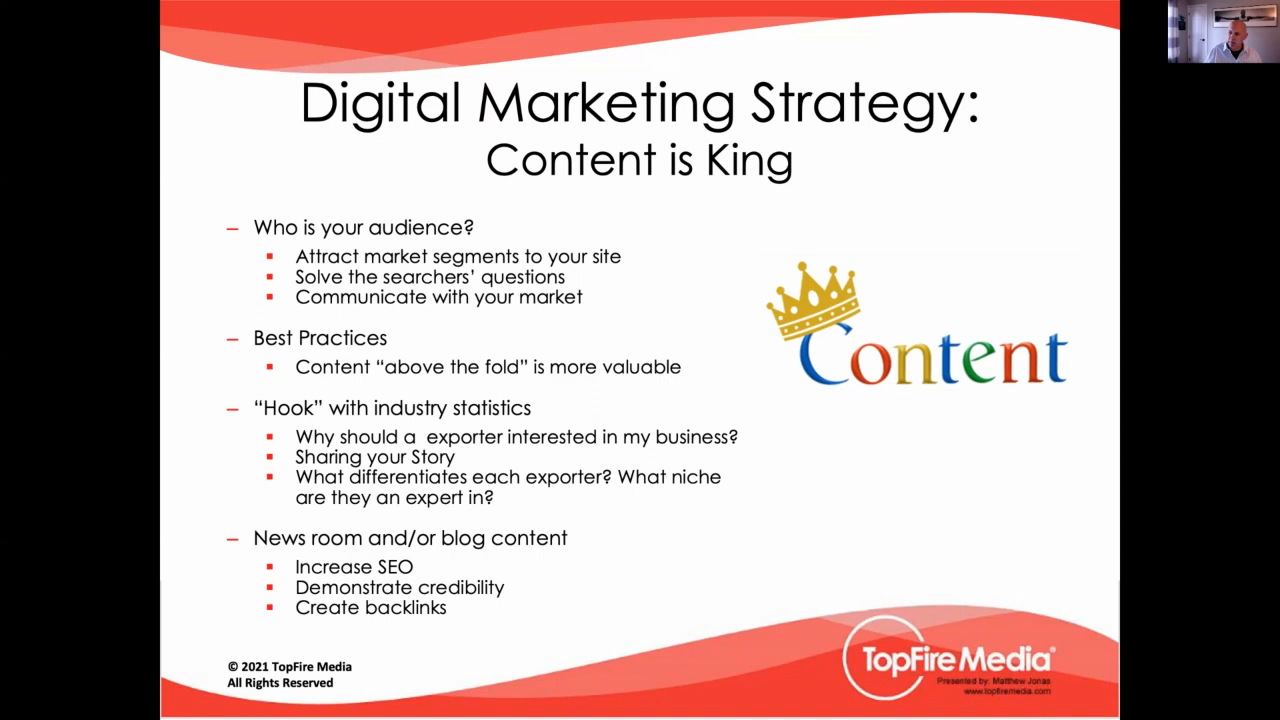 Digital Marketing Strategy:
Content is King
– Who is your audience?
▪ Attract market segments to your site
▪ Solve the searchers’ questions
▪ Communicate with your market
– Best Practices
▪ Content “above the fold” is more valuable
– “Hook” with industry statistics
▪ Why should a  exporter interested in my business?
▪ Sharing your Story
▪ What differentiates each exporter? What niche
are they an expert in?
– News room and/or blog content
▪ Increase SEO
▪ Demonstrate credibility
▪ Create backlinks
Content
© 2021 TopFire Media
All Rights Reserved
TopFire Media®
Presented by: Matthew Jonas
www.topfiremedia.com